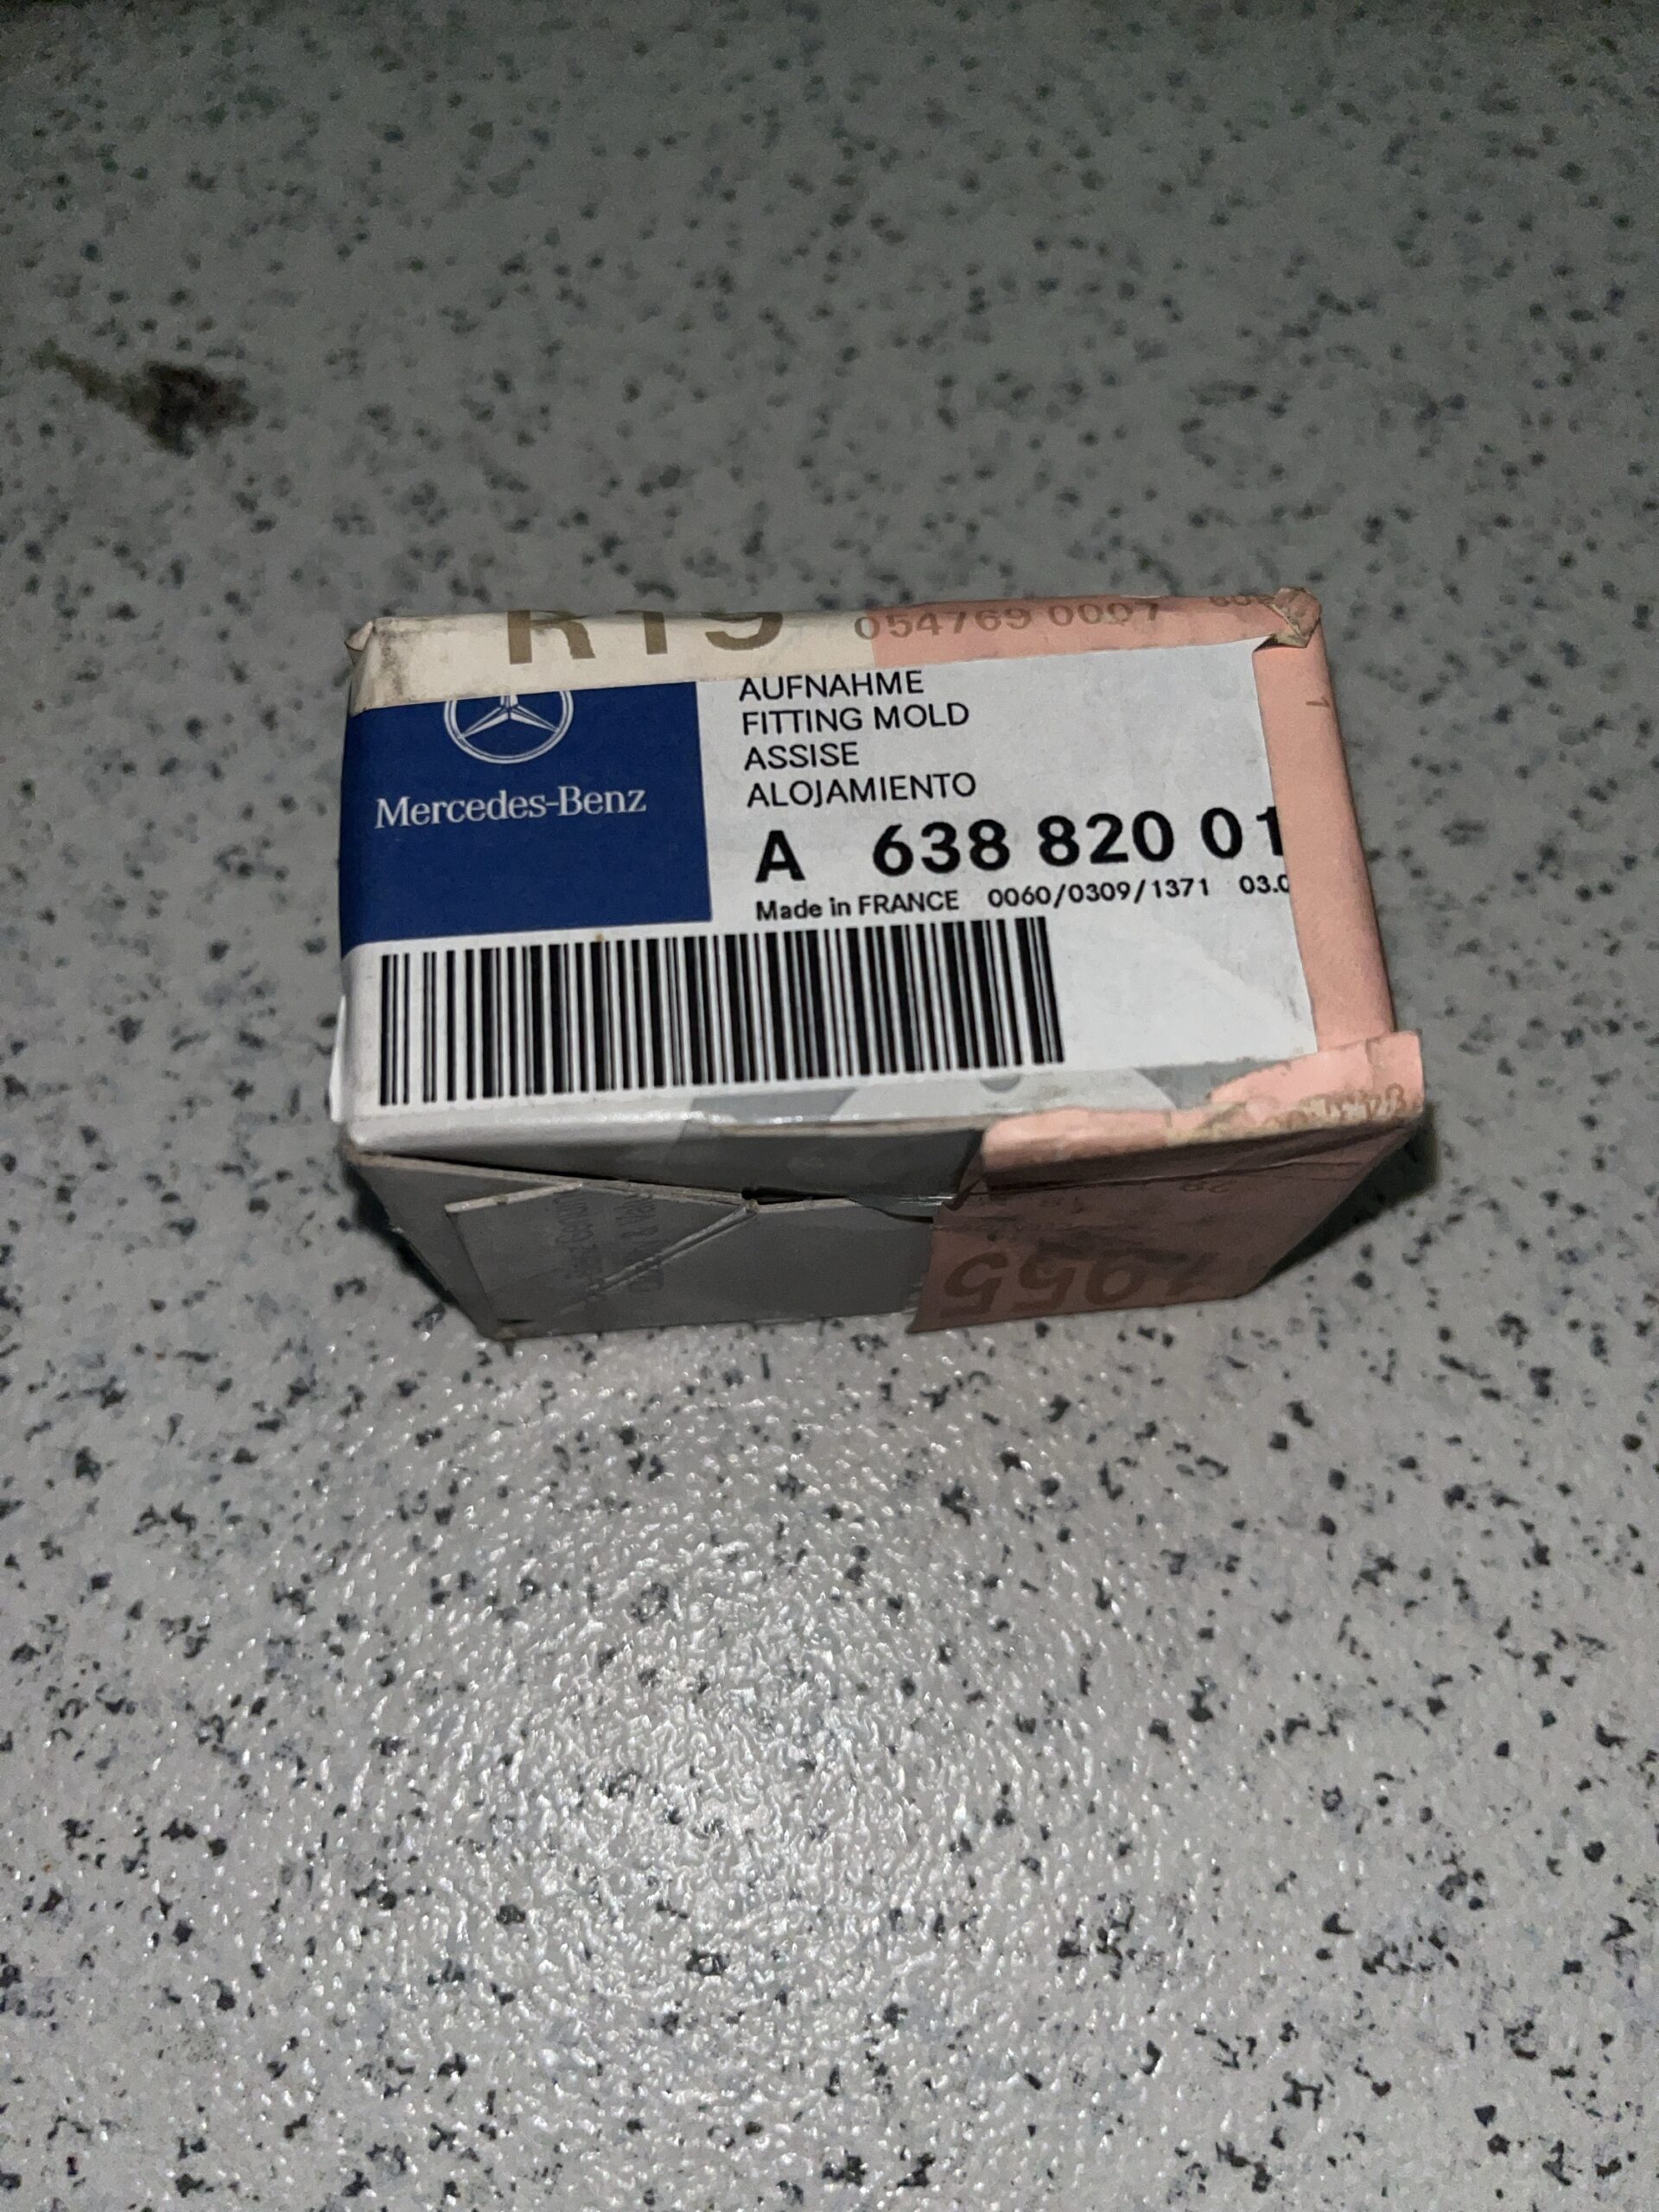 R19
054769 0007
AUFNAHME
FITTING MOLD
ASSISE
ALOJAMIENTO
Mercedes-Benz
A 638 820 01
Made in FRANCE 0060/0309/1371 03.0